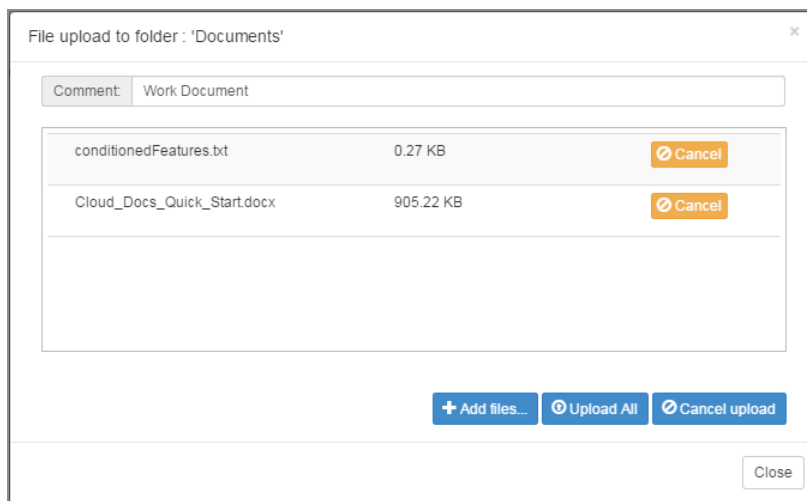 File upload to folder : 'Documents'
×
Comment: Work Document
conditionedFeatures.txt 0.27 KB Cancel
Cloud_Docs_Quick_Start.docx 905.22 KB Cancel
Add files... Upload All Cancel upload
Close